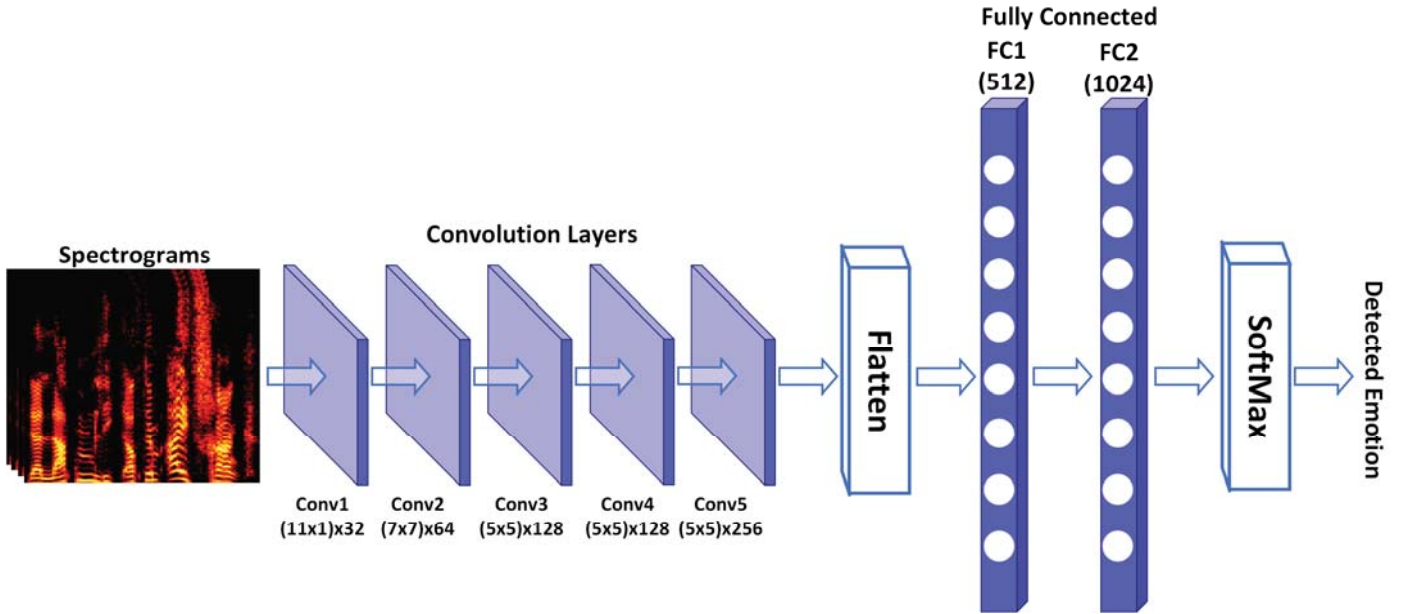 Spectrograms
Convolution Layers
Conv1
(11x1)x32
Conv2
(7x7)x64
Conv3
(5x5)x128
Conv4
(5x5)x128
Conv5
(5x5)x256
Flatten
Fully Connected
FC1
(512)
FC2
(1024)
SoftMax
Detected Emotion